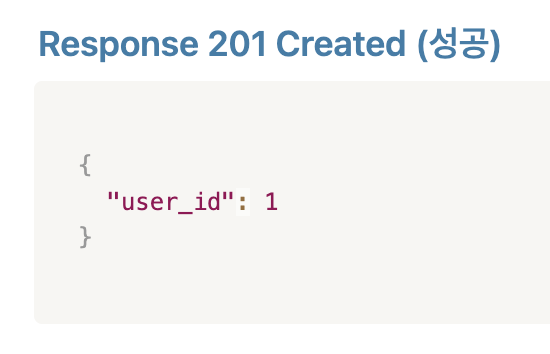 Response 201 Created (성공)
{
"user_id": 1
}